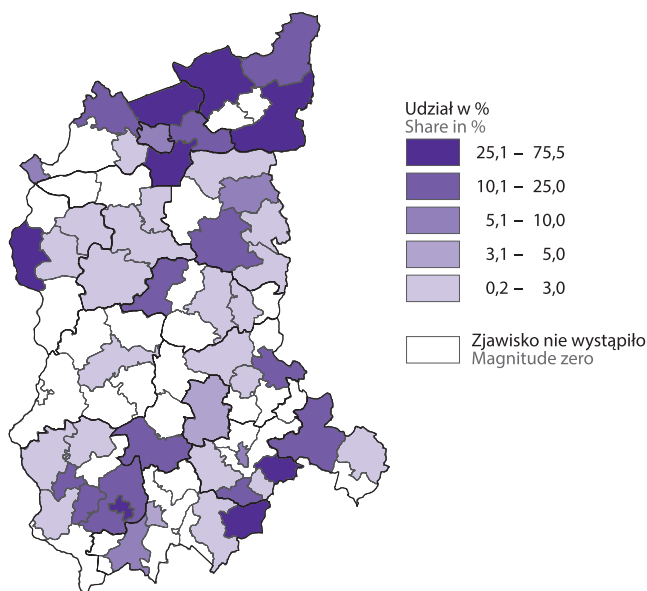 Udział w %
Share in %
25,1 – 75,5
10,1 – 25,0
5,1 – 10,0
3,1 – 5,0
0,2 – 3,0
Zjawisko nie wystąpiło
Magnitude zero